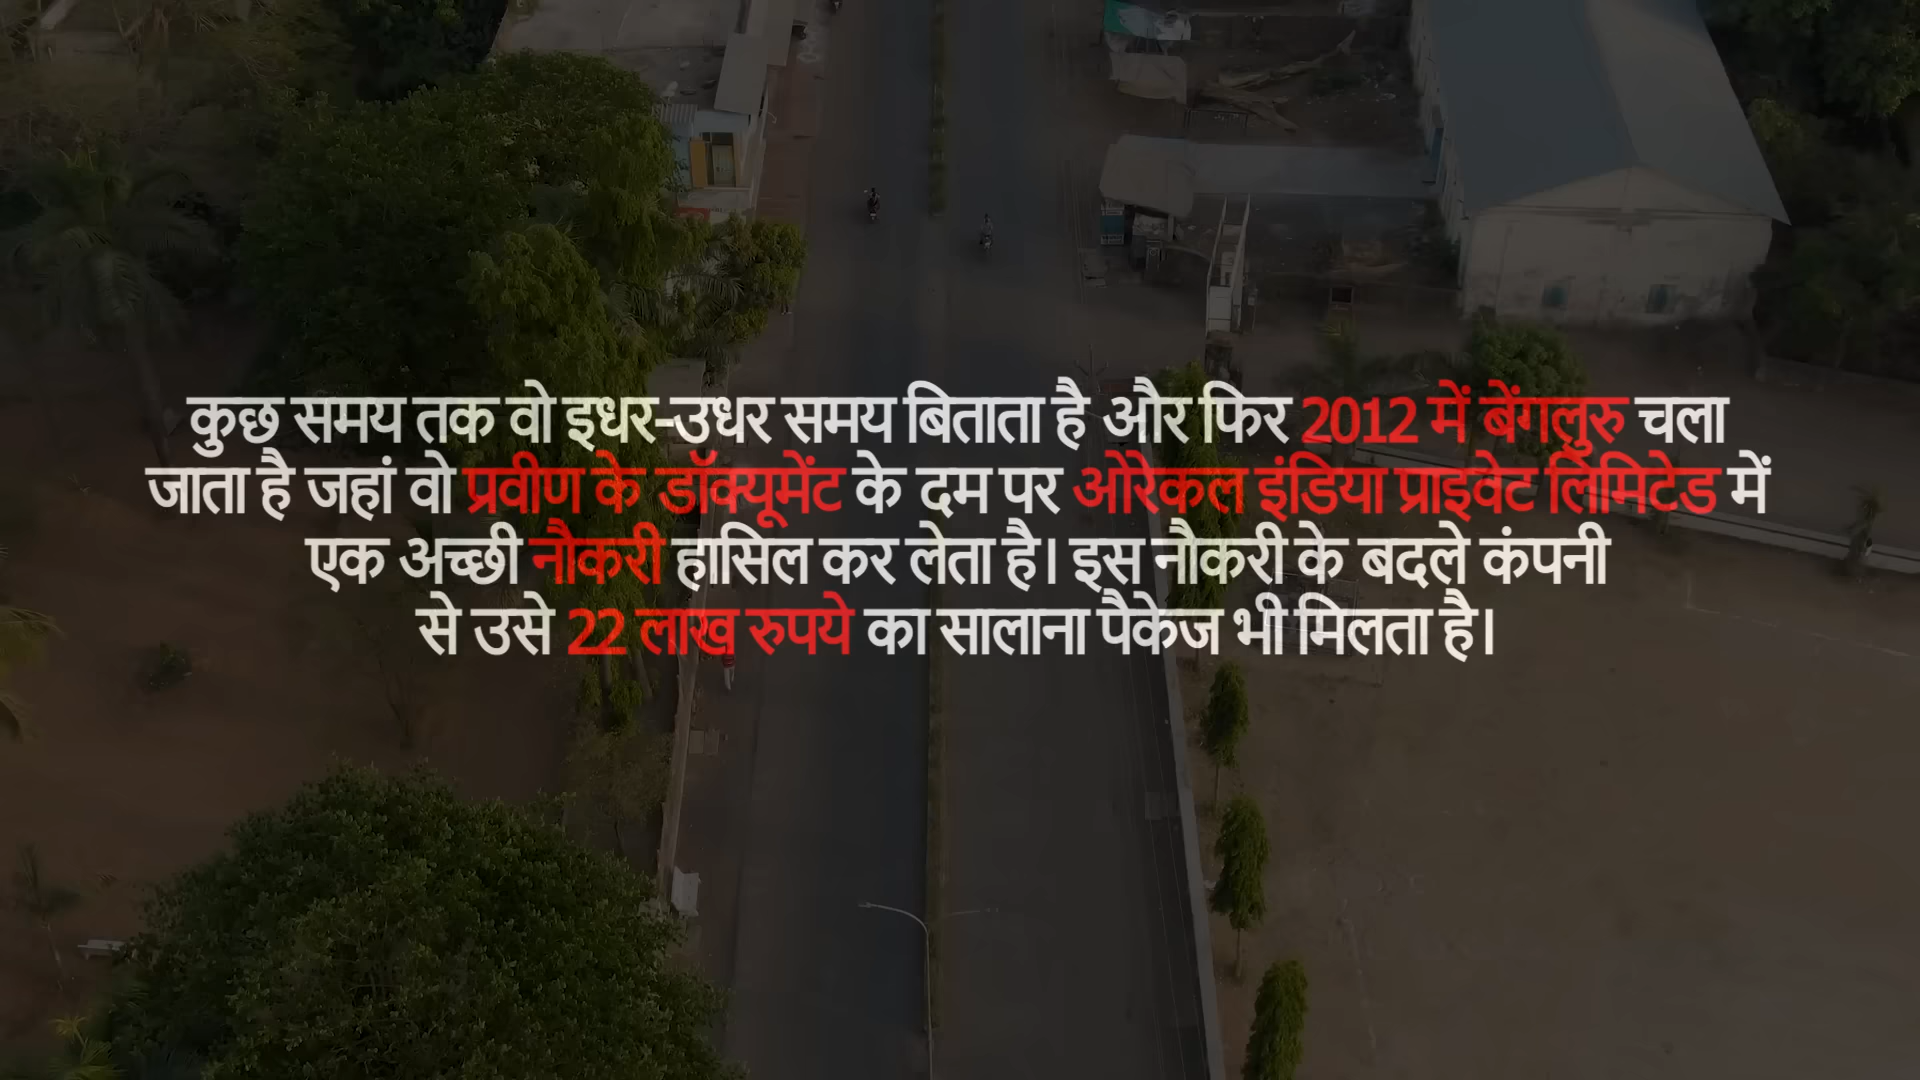 कुछ समय तक वो इधर-उधर समय बिताता है और फिर 2012 में बेंगलुरु चला
जाता है जहां वो प्रवीण के डॉक्यूमेंट के दम पर ओरेकल इंडिया प्राइवेट लिमिटेड में
एक अच्छी नौकरी हासिल कर लेता है। इस नौकरी के बदले कंपनी
से उसे 22 लाख रुपये का सालाना पैकेज भी मिलता है।